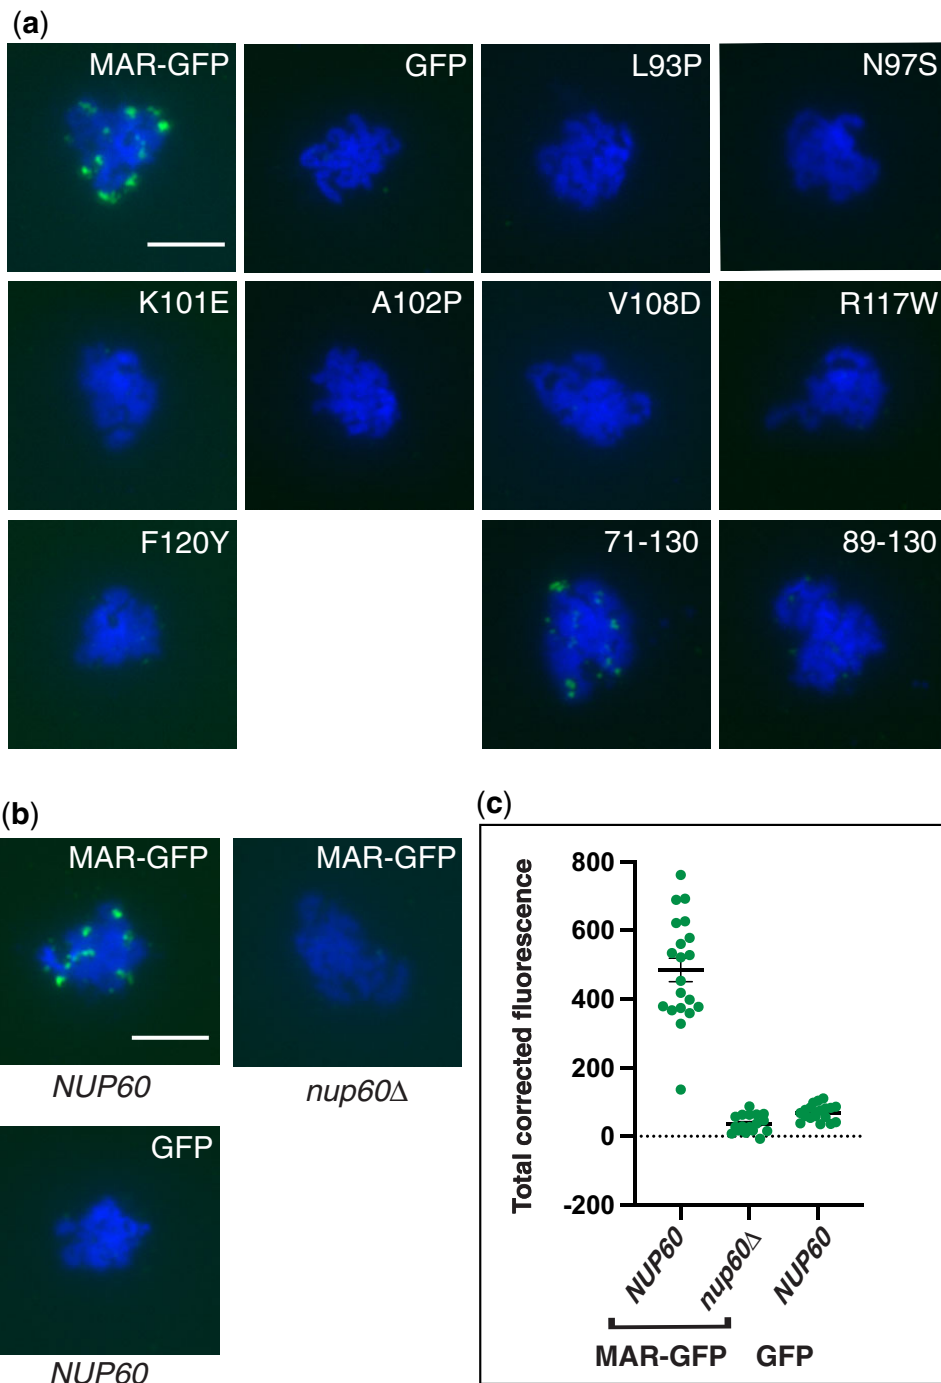 (a)
MAR-GFP
GFP
L93P
N97S
K101E
A102P
V108D
R117W
F120Y
71-130
89-130
(b)
MAR-GFP
MAR-GFP
NUP60
nup60Δ
GFP
NUP60
(c)
Total corrected fluorescence
800
600
400
200
0
-200
NUP60
nup60Δ
NUP60
MAR-GFP
GFP